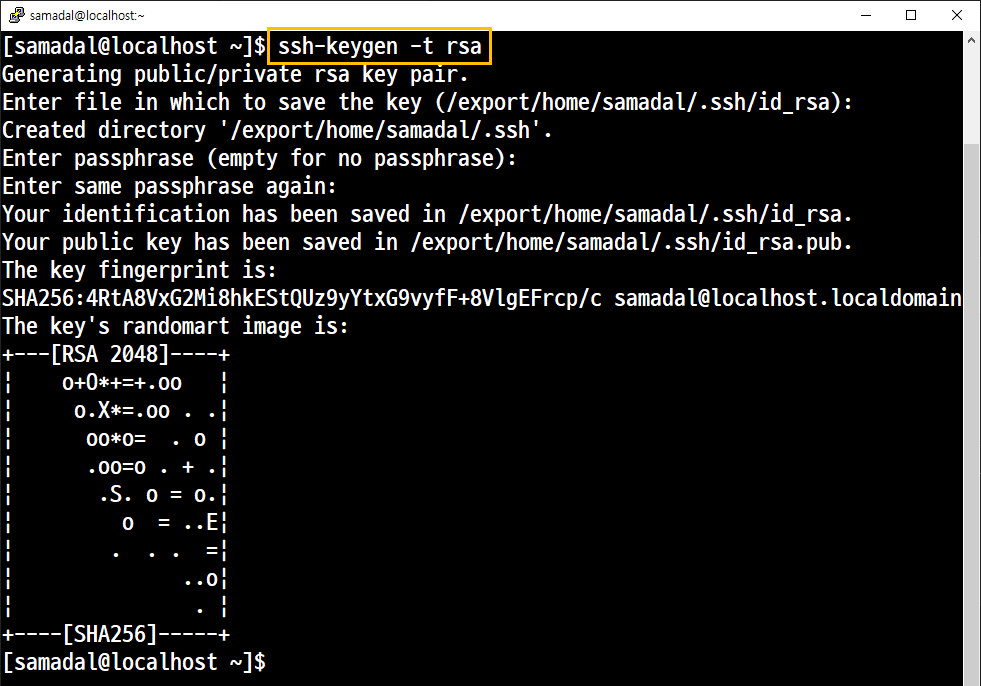 samadal@localhost:~
[samadal@localhost ~]$ ssh-keygen -t rsa
Generating public/private rsa key pair.
Enter file in which to save the key (/export/home/samadal/.ssh/id_rsa):
Created directory '/export/home/samadal/.ssh'.
Enter passphrase (empty for no passphrase):
Enter same passphrase again:
Your identification has been saved in /export/home/samadal/.ssh/id_rsa.
Your public key has been saved in /export/home/samadal/.ssh/id_rsa.pub.
The key fingerprint is:
SHA256:4RtA8VxG2Mi8hkEStQUz9yYtxG9vyfF+8VlgEFrcp/c samadal@localhost.localdomain
The key's randomart image is:
+---[RSA 2048]----+
¦    o+O*+=+.oo   ¦
¦     o.X*=.oo . .¦
¦      oo*o=  . o ¦
¦      .oo=o . + .¦
¦       .S. o = o.¦
¦         o  = ..E¦
¦        .  . .  =¦
¦              ..o¦
¦               . ¦
+----[SHA256]-----+
[samadal@localhost ~]$